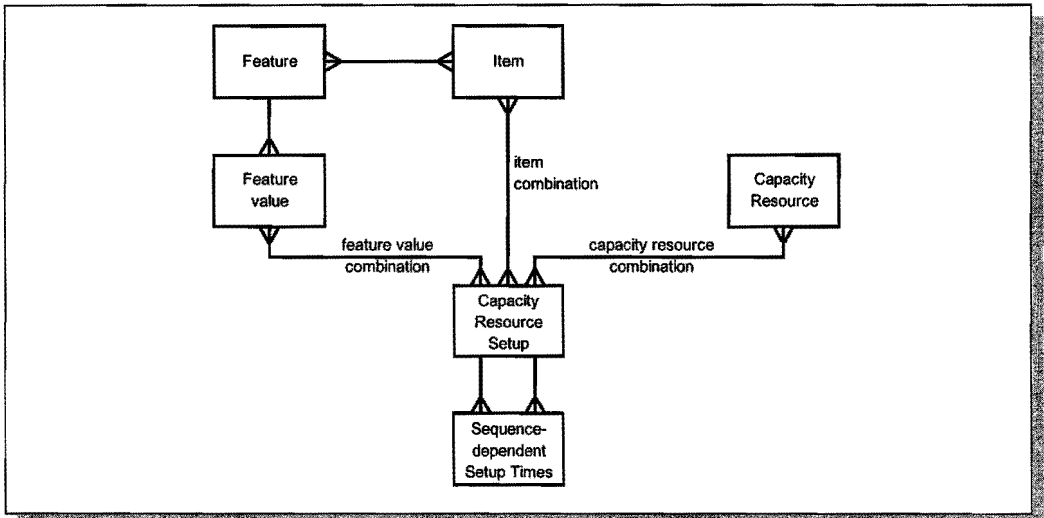 Feature
Item
Feature
value
item
combination
Capacity
Resource
feature value
combination
capacity resource
combination
Capacity
Resource
Setup
Sequence-
dependent
Setup Times